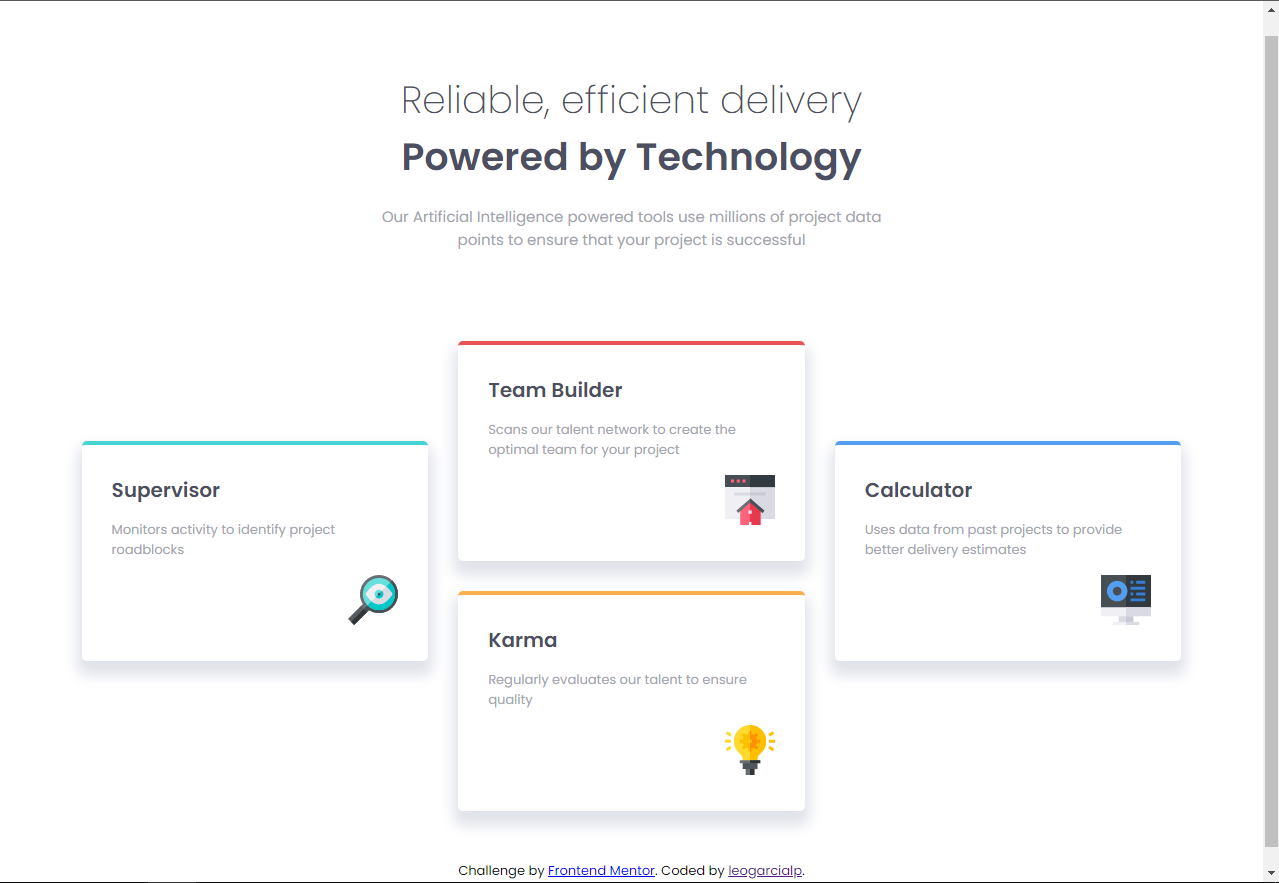 Reliable, efficient delivery
Powered by Technology
Our Artificial Intelligence powered tools use millions of project data
points to ensure that your project is successful
Supervisor
Monitors activity to identify project
roadblocks
Team Builder
Scans our talent network to create the
optimal team for your project
Karma
Regularly evaluates our talent to ensure
quality
Calculator
Uses data from past projects to provide
better delivery estimates
Challenge by Frontend Mentor. Coded by leogarcialp.